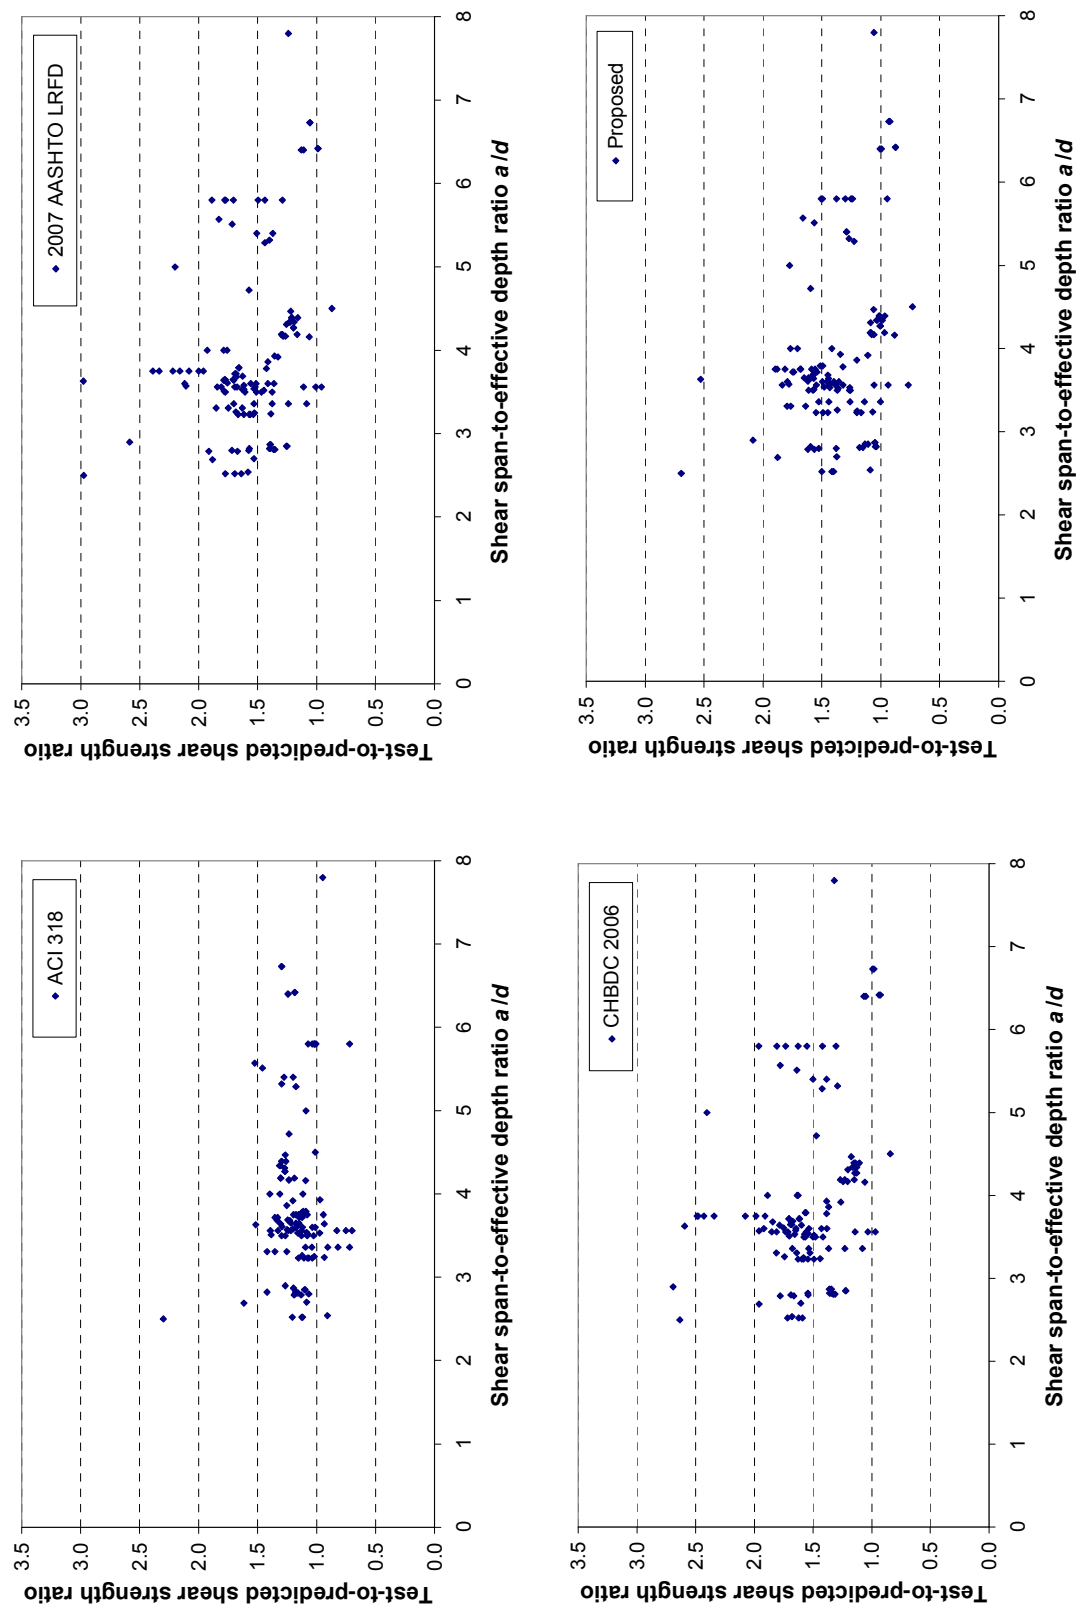 ACI 318
3.5
3.0
2.5
2.0
1.5
1.0
0.5
0.0
Test-to-predicted shear strength ratio
0 1 2 3 4 5 6 7 8
Shear span-to-effective depth ratio a/d
2007 AASHTO LRFD
3.5
3.0
2.5
2.0
1.5
1.0
0.5
0.0
Test-to-predicted shear strength ratio
0 1 2 3 4 5 6 7 8
Shear span-to-effective depth ratio a/d
CHBDC 2006
3.5
3.0
2.5
2.0
1.5
1.0
0.5
0.0
Test-to-predicted shear strength ratio
0 1 2 3 4 5 6 7 8
Shear span-to-effective depth ratio a/d
Proposed
3.5
3.0
2.5
2.0
1.5
1.0
0.5
0.0
Test-to-predicted shear strength ratio
0 1 2 3 4 5 6 7 8
Shear span-to-effective depth ratio a/d